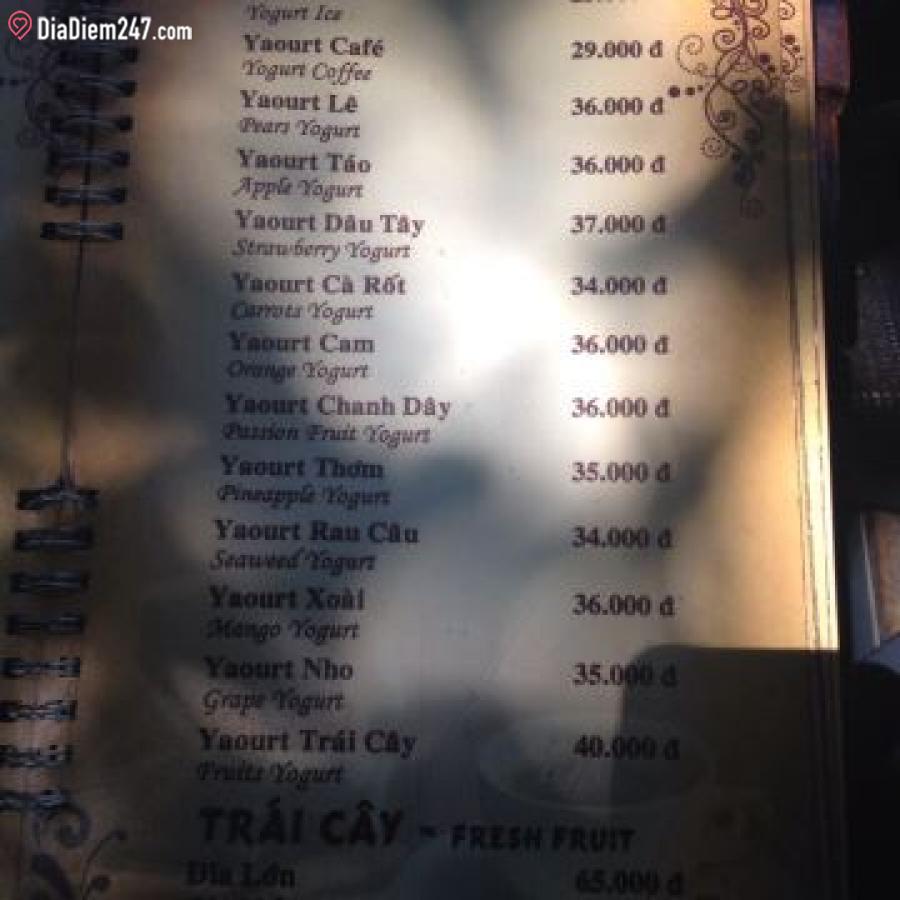 DiaDiem247.com
Yogurt Ice
Yaourt Café 29.000 đ
Yogurt Coffee
Yaourt Lê 36.000 đ
Pears Yogurt
Yaourt Táo 36.000 đ
Apple Yogurt
Yaourt Dâu Tây 37.000 đ
Strawberry Yogurt
Yaourt Cà Rốt 34.000 đ
Carrots Yogurt
Yaourt Cam 36.000 đ
Orange Yogurt
Yaourt Chanh Dây 36.000 đ
Passion Fruit Yogurt
Yaourt Thơm 35.000 đ
Pineapple Yogurt
Yaourt Rau Câu 34.000 đ
Seaweed Yogurt
Yaourt Xoài 36.000 đ
Mango Yogurt
Yaourt Nho 35.000 đ
Grape Yogurt
Yaourt Trái Cây 40.000 đ
Fruits Yogurt
TRÁI CÂY - FRESH FRUIT
Dĩa Lớn 65.000 đ